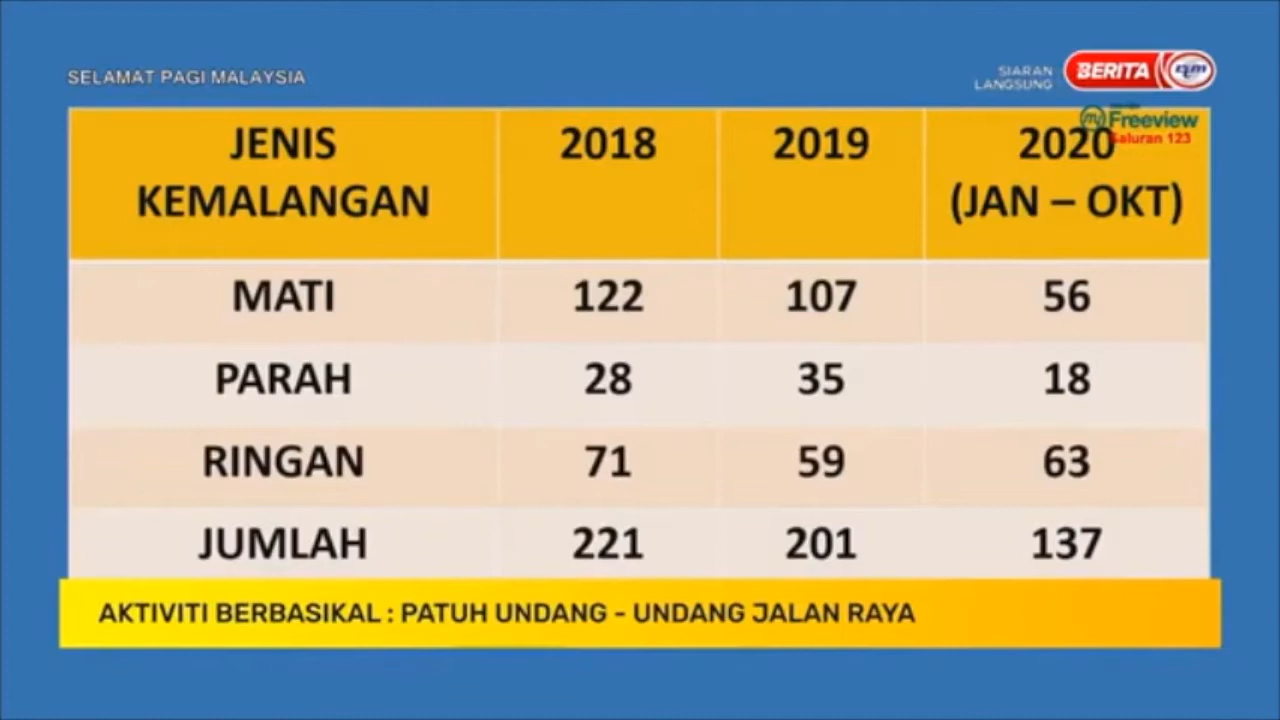 SELAMAT PAGI MALAYSIA
SIARAN
LANGSUNG
BERITA rtm
my Freeview
Saluran 123
JENIS KEMALANGAN 2018 2019 2020 (JAN – OKT)
MATI 122 107 56
PARAH 28 35 18
RINGAN 71 59 63
JUMLAH 221 201 137
AKTIVITI BERBASIKAL : PATUH UNDANG - UNDANG JALAN RAYA